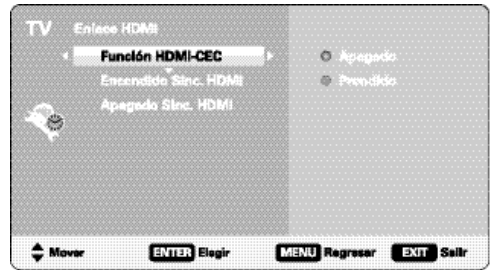 TV Enlace HDMI
Función HDMI-CEC Apagado
Encendido Sinc. HDMI Prendido
Apagado Sinc. HDMI
Mover ENTER Elegir MENU Regresar EXIT Salir